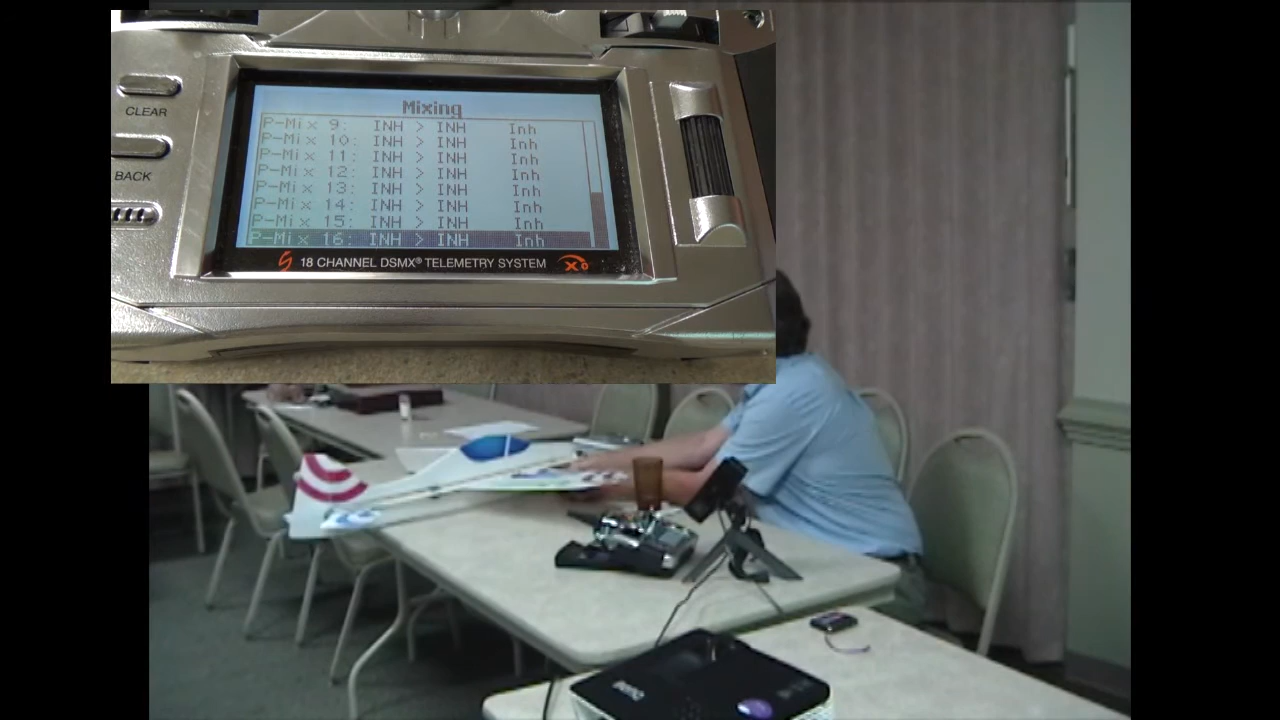 CLEAR
BACK
Mixing
P-Mix 9: INH > INH Inh
P-Mix 10: INH > INH Inh
P-Mix 11: INH > INH Inh
P-Mix 12: INH > INH Inh
P-Mix 13: INH > INH Inh
P-Mix 14: INH > INH Inh
P-Mix 15: INH > INH Inh
P-Mix 16: INH > INH Inh
18 CHANNEL DSMX® TELEMETRY SYSTEM
BenQ